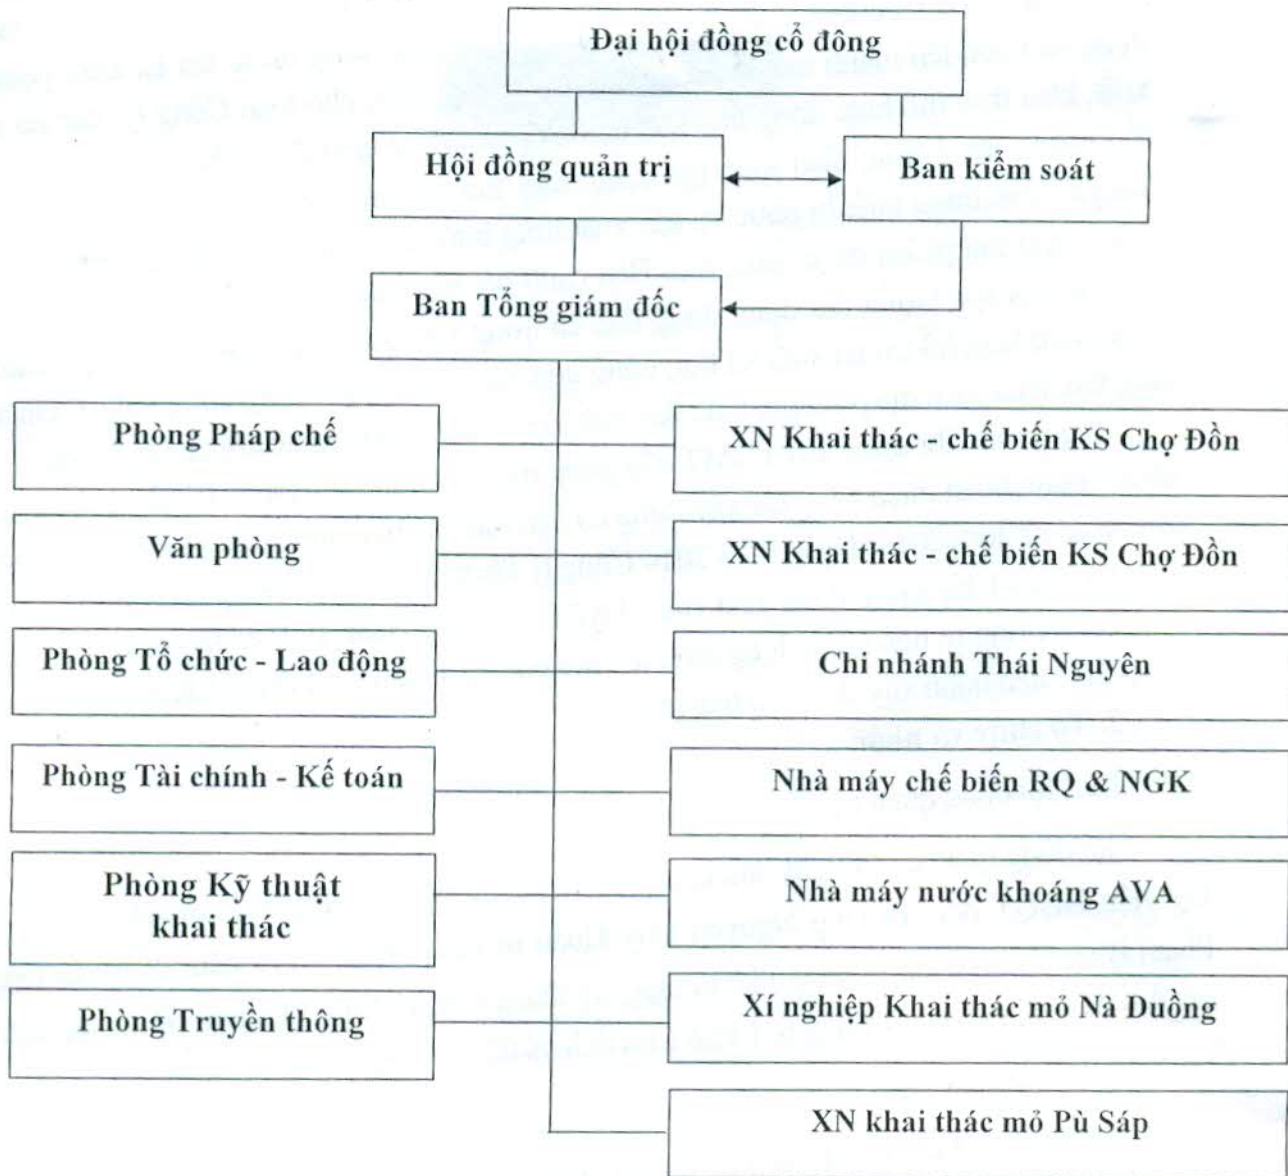 Đại hội đồng cổ đông
Hội đồng quản trị
Ban kiểm soát
Ban Tổng giám đốc
Phòng Pháp chế
XN Khai thác - chế biến KS Chợ Đồn
Văn phòng
XN Khai thác - chế biến KS Chợ Đồn
Phòng Tổ chức - Lao động
Chi nhánh Thái Nguyên
Phòng Tài chính - Kế toán
Nhà máy chế biến RQ & NGK
Phòng Kỹ thuật
khai thác
Nhà máy nước khoáng AVA
Phòng Truyền thông
Xí nghiệp Khai thác mỏ Nà Duồng
XN khai thác mỏ Pù Sáp